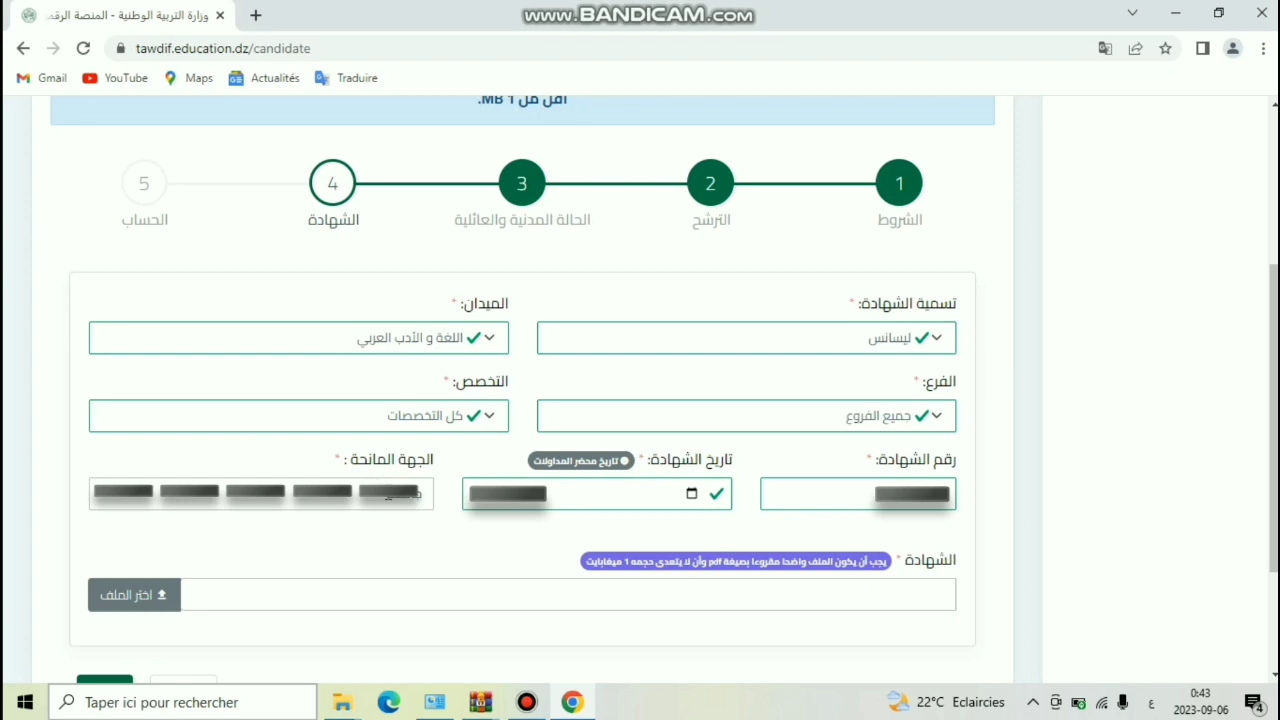 وزارة التربية الوطنية - المنصة الرقم
www.BANDICAM.com
tawdif.education.dz/candidate
Gmail
YouTube
Maps
Actualités
Traduire
أقل من 1 MB.
1
2
3
4
5
الشروط
الترشح
الحالة المدنية والعائلية
الشهادة
الحساب
تسمية الشهادة: *
الميدان: *
ليسانس
اللغة و الأدب العربي
الفرع: *
التخصص: *
جميع الفروع
كل التخصصات
رقم الشهادة: *
تاريخ الشهادة: *
تاريخ محضر المداولات
الجهة المانحة : *
الشهادة *
يجب أن يكون الملف واضحا مقروءا بصيغة pdf وأن لا يتعدى حجمه 1 ميغابايت
اختر الملف
Taper ici pour rechercher
22°C Eclaircies
ع
0:43
2023-09-06
4